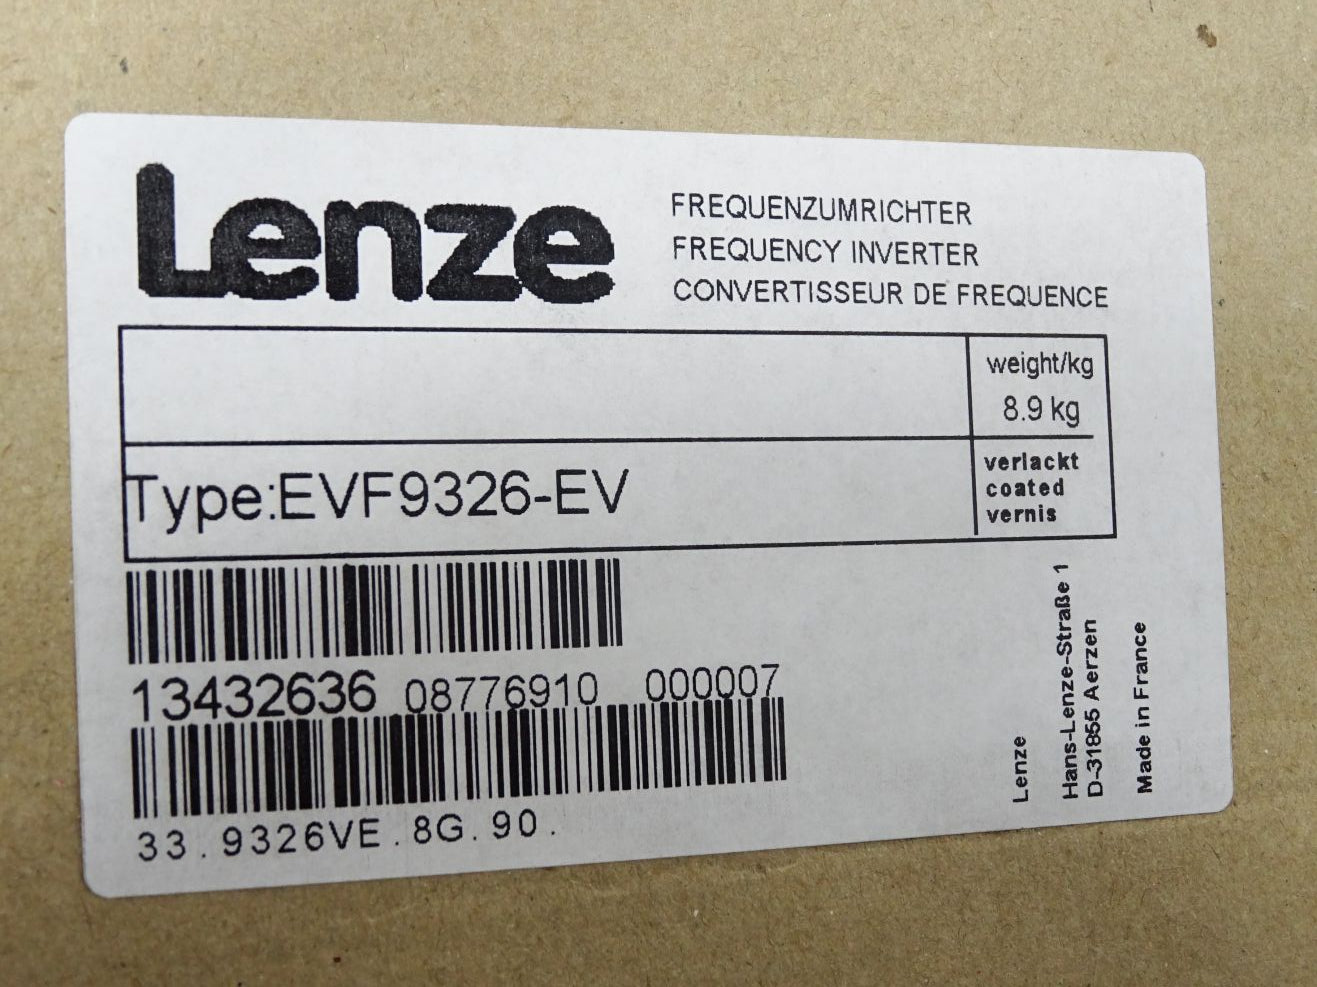 Lenze
FREQUENZUMRICHTER
FREQUENCY INVERTER
CONVERTISSEUR DE FREQUENCE
weight/kg
8.9 kg
Type:EVF9326-EV
verlackt
coated
vernis
13432636 08776910 000007
33.9326VE.8G.90.
Lenze
Hans-Lenze-Straße 1
D-31855 Aerzen
Made in France